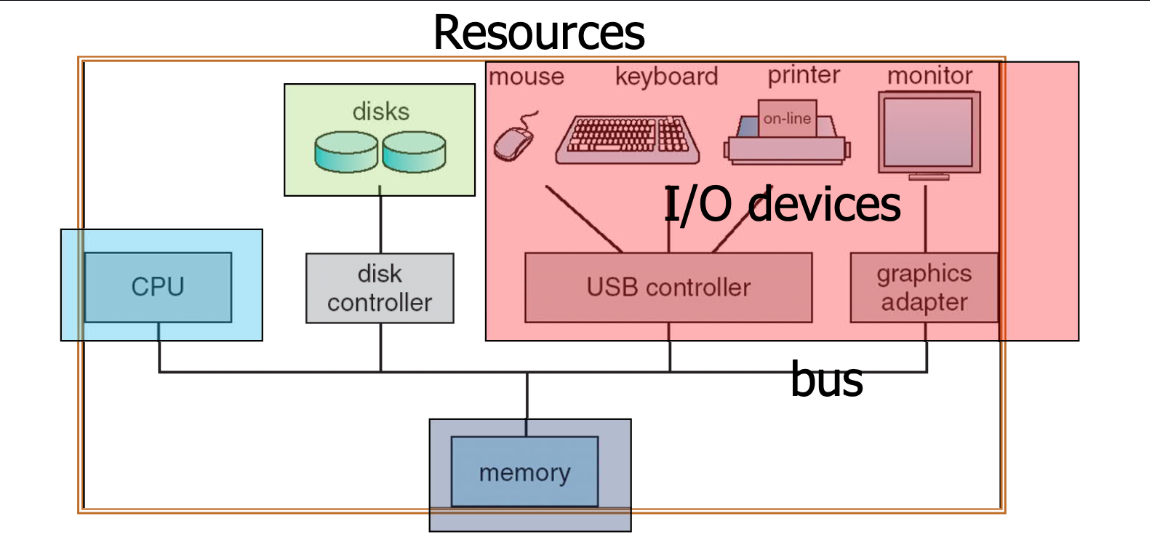 Resources
mouse keyboard printer monitor
disks
on-line
I/O devices
CPU
disk
controller
USB controller
graphics
adapter
bus
memory